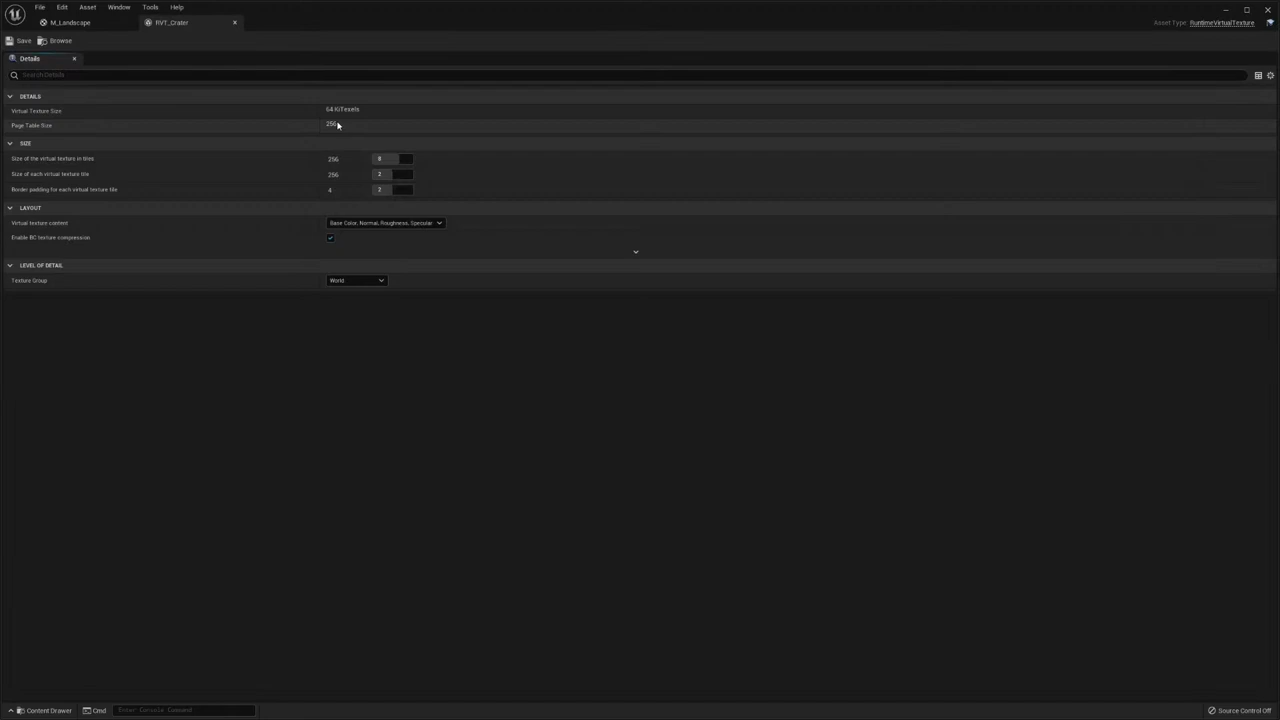 File Edit Asset Window Tools Help
M_Landscape RVT_Crater Asset Type: RuntimeVirtualTexture
Save Browse
Details
Search Details
DETAILS
Virtual Texture Size 64 KiTexels
Page Table Size 256
SIZE
Size of the virtual texture in tiles 256 8
Size of each virtual texture tile 256 2
Border padding for each virtual texture tile 4 2
LAYOUT
Virtual texture content Base Color, Normal, Roughness, Specular
Enable BC texture compression
LEVEL OF DETAIL
Texture Group World
Content Drawer Cmd Enter Console Command Source Control Off